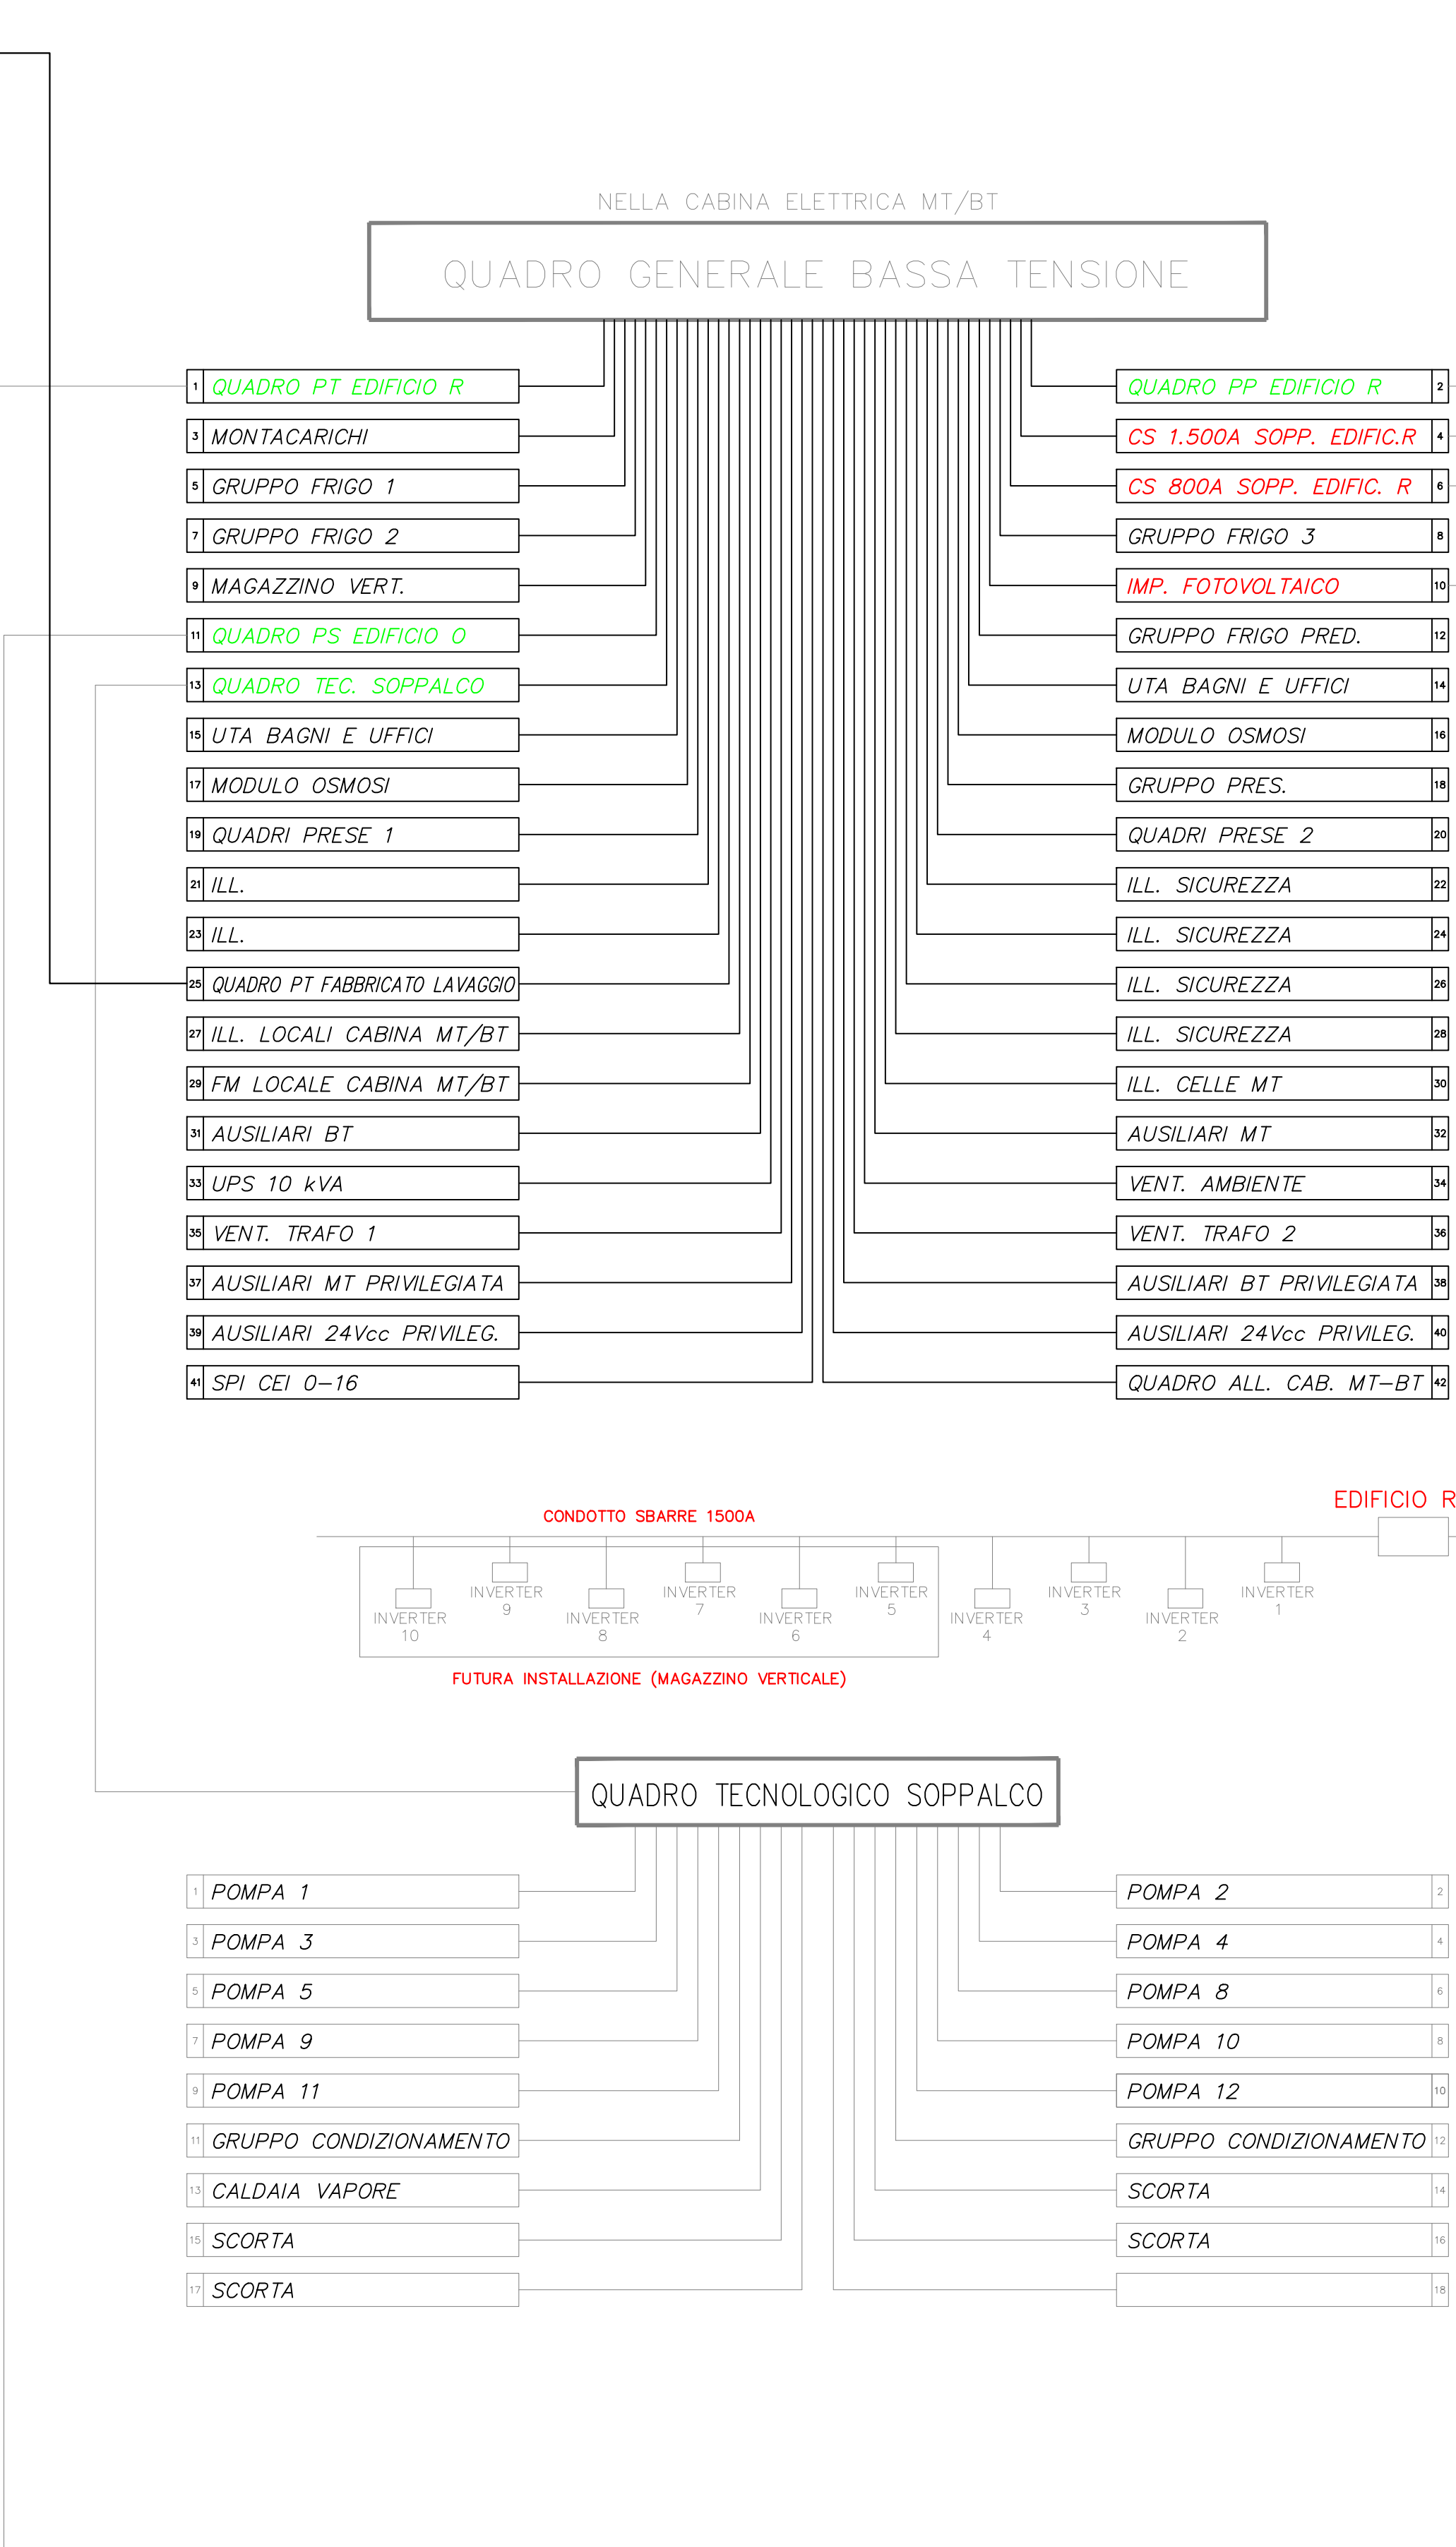 NELLA CABINA ELETTRICA MT/BT
QUADRO GENERALE BASSA TENSIONE
1 QUADRO PT EDIFICIO R
QUADRO PP EDIFICIO R 2
3 MONTACARICHI
CS 1.500A SOPP. EDIFIC.R 4
5 GRUPPO FRIGO 1
CS 800A SOPP. EDIFIC. R 6
7 GRUPPO FRIGO 2
GRUPPO FRIGO 3 8
9 MAGAZZINO VERT.
IMP. FOTOVOLTAICO 10
11 QUADRO PS EDIFICIO O
GRUPPO FRIGO PRED. 12
13 QUADRO TEC. SOPPALCO
UTA BAGNI E UFFICI 14
15 UTA BAGNI E UFFICI
MODULO OSMOSI 16
17 MODULO OSMOSI
GRUPPO PRES. 18
19 QUADRI PRESE 1
QUADRI PRESE 2 20
21 ILL.
ILL. SICUREZZA 22
23 ILL.
ILL. SICUREZZA 24
25 QUADRO PT FABBRICATO LAVAGGIO
ILL. SICUREZZA 26
27 ILL. LOCALI CABINA MT/BT
ILL. SICUREZZA 28
29 FM LOCALE CABINA MT/BT
ILL. CELLE MT 30
31 AUSILIARI BT
AUSILIARI MT 32
33 UPS 10 kVA
VENT. AMBIENTE 34
35 VENT. TRAFO 1
VENT. TRAFO 2 36
37 AUSILIARI MT PRIVILEGIATA
AUSILIARI BT PRIVILEGIATA 38
39 AUSILIARI 24Vcc PRIVILEG.
AUSILIARI 24Vcc PRIVILEG. 40
41 SPI CEI 0-16
QUADRO ALL. CAB. MT-BT 42
EDIFICIO R
CONDOTTO SBARRE 1500A
INVERTER 10
INVERTER 9
INVERTER 8
INVERTER 7
INVERTER 6
INVERTER 5
INVERTER 4
INVERTER 3
INVERTER 2
INVERTER 1
FUTURA INSTALLAZIONE (MAGAZZINO VERTICALE)
QUADRO TECNOLOGICO SOPPALCO
1 POMPA 1
POMPA 2 2
3 POMPA 3
POMPA 4 4
5 POMPA 5
POMPA 8 6
7 POMPA 9
POMPA 10 8
9 POMPA 11
POMPA 12 10
11 GRUPPO CONDIZIONAMENTO
GRUPPO CONDIZIONAMENTO 12
13 CALDAIA VAPORE
SCORTA 14
15 SCORTA
SCORTA 16
17 SCORTA
18